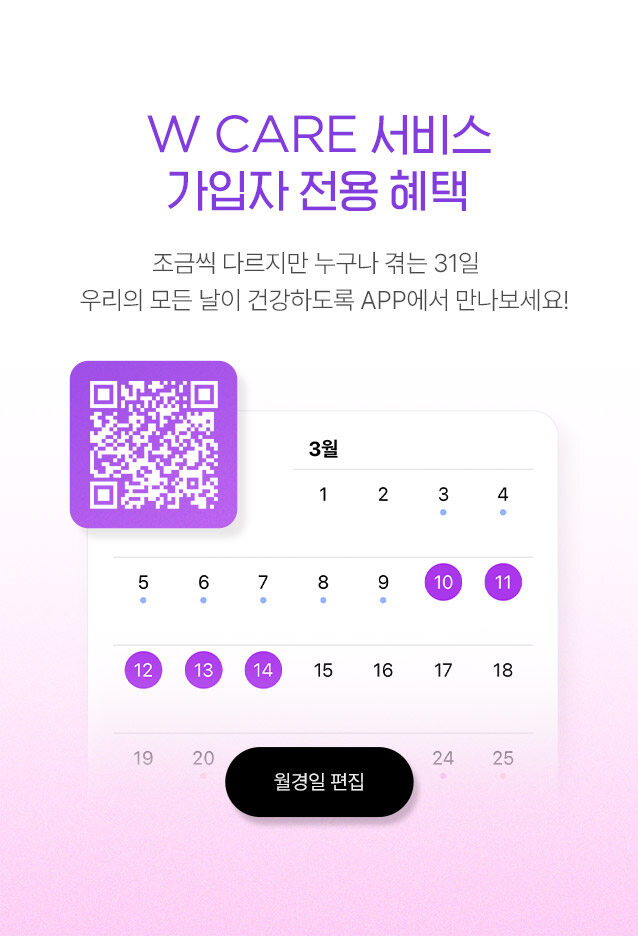 W CARE 서비스
가입자 전용 혜택
조금씩 다르지만 누구나 겪는 31일
우리의 모든 날이 건강하도록 APP에서 만나보세요!
3월
1 2 3 4
5 6 7 8 9 10 11
12 13 14 15 16 17 18
19 20 24 25
월경일 편집